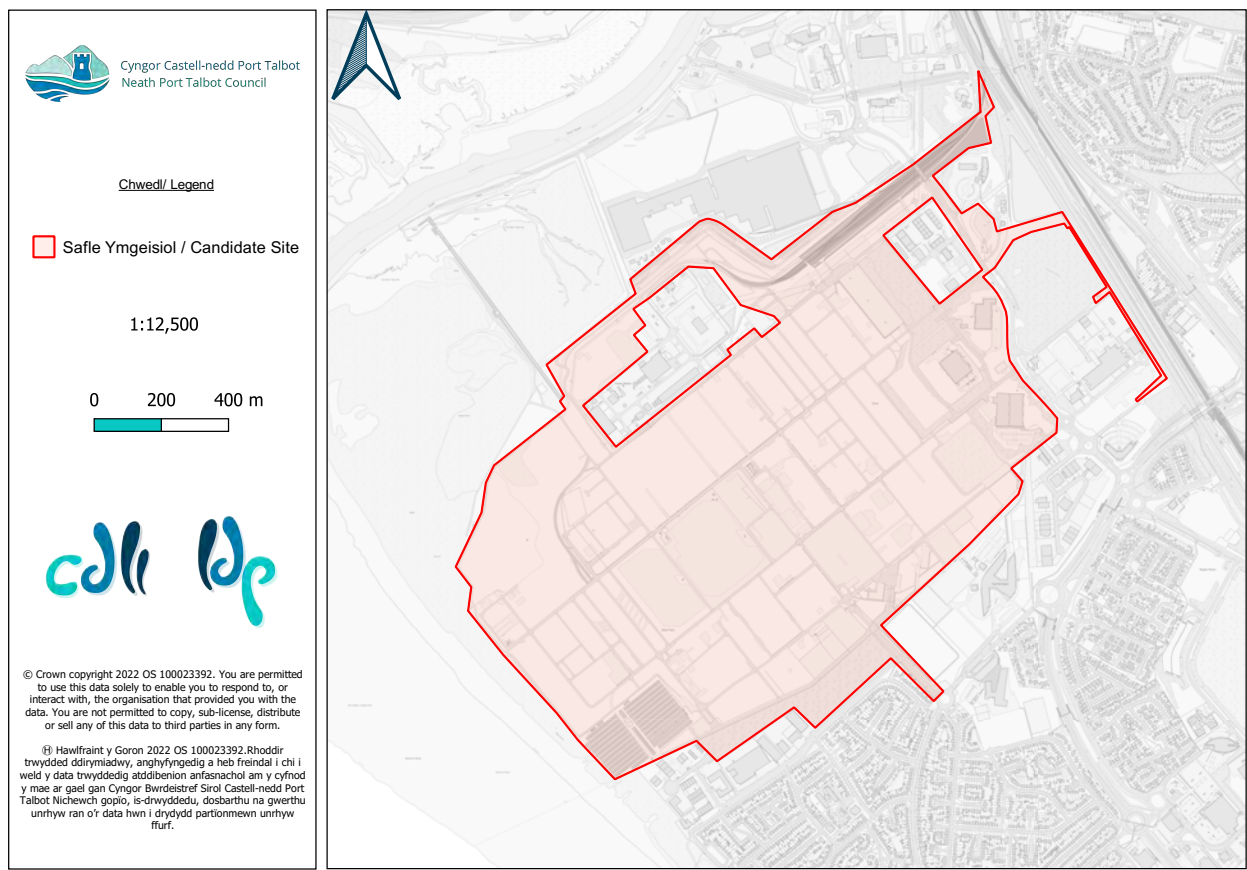 Cyngor Castell-nedd Port Talbot
Neath Port Talbot Council
Chwedl/ Legend
Safle Ymgeisiol / Candidate Site
1:12,500
0 200 400 m
cdll ldp
© Crown copyright 2022 OS 100023392. You are permitted
to use this data solely to enable you to respond to, or
interact with, the organisation that provided you with the
data. You are not permitted to copy, sub-license, distribute
or sell any of this data to third parties in any form.
Ⓗ Hawlfraint y Goron 2022 OS 100023392.Rhoddir
trwydded ddirymiadwy, anghyfyngedig a heb freindal i chi i
weld y data trwyddedig atddibenion anfasnachol am y cyfnod
y mae ar gael gan Cyngor Bwrdeistref Sirol Castell-nedd Port
Talbot Nichewch gopïo, is-drwyddedu, dosbarthu na gwerthu
unrhyw ran o'r data hwn i drydydd partïonmewn unrhyw
ffurf.